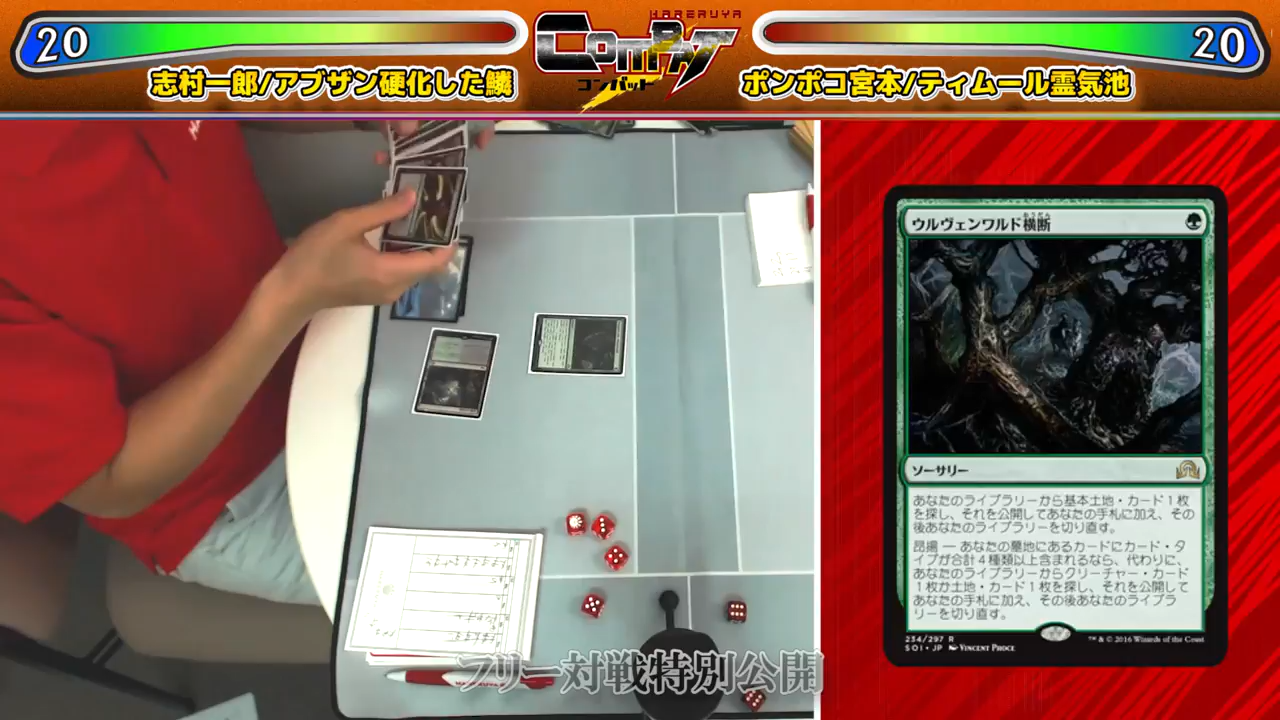 20
HARERUYA
COMBAT
コンバット
20
志村一郎/アブザン硬化した鱗
ポンポコ宮本/ティムール霊気池
ウルヴェンワルド横断
おうだん
ソーサリー
あなたのライブラリーから基本土地・カード1枚
を探し、それを公開してあなたの手札に加え、その
後あなたのライブラリーを切り直す。
昂揚 ― あなたの墓地にあるカードにカード・タ
イプが合計4種類以上含まれるなら、代わりに、
あなたのライブラリーからクリーチャー・カード
1枚か土地・カード1枚を探し、それを公開して
あなたの手札に加え、その後あなたのライブラ
リーを切り直す。
234/297 R
SOI • JP VINCENT PROCE
™ & © 2016 Wizards of the Coast
フリー対戦特別公開